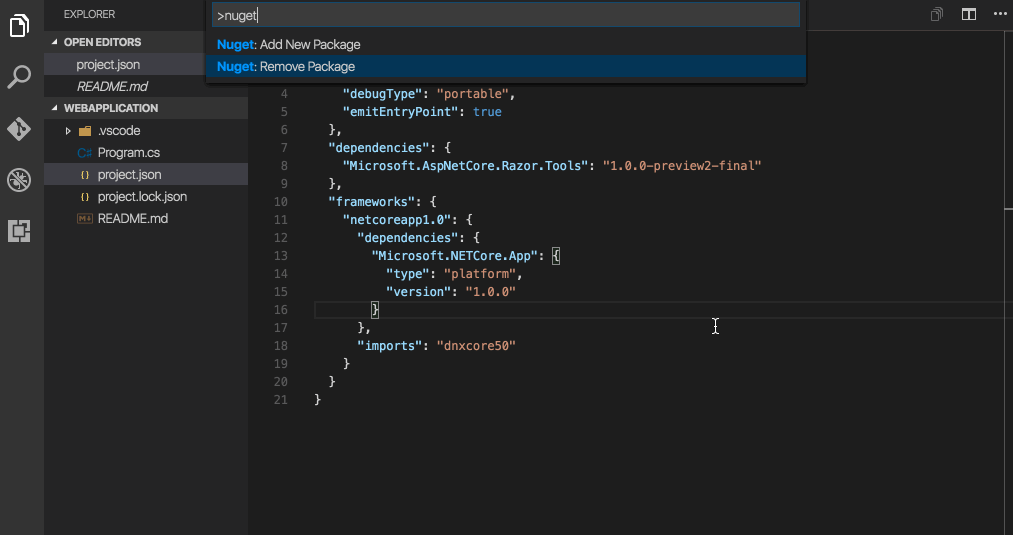 EXPLORER
OPEN EDITORS
project.json
README.md
WEBAPPLICATION
.vscode
C# Program.cs
{} project.json
{} project.lock.json
M↓ README.md
>nuget
Nuget: Add New Package
Nuget: Remove Package
4 "debugType": "portable",
5 "emitEntryPoint": true
6 },
7 "dependencies": {
8 "Microsoft.AspNetCore.Razor.Tools": "1.0.0-preview2-final"
9 },
10 "frameworks": {
11 "netcoreapp1.0": {
12 "dependencies": {
13 "Microsoft.NETCore.App": {
14 "type": "platform",
15 "version": "1.0.0"
16 }
17 },
18 "imports": "dnxcore50"
19 }
20 }
21 }